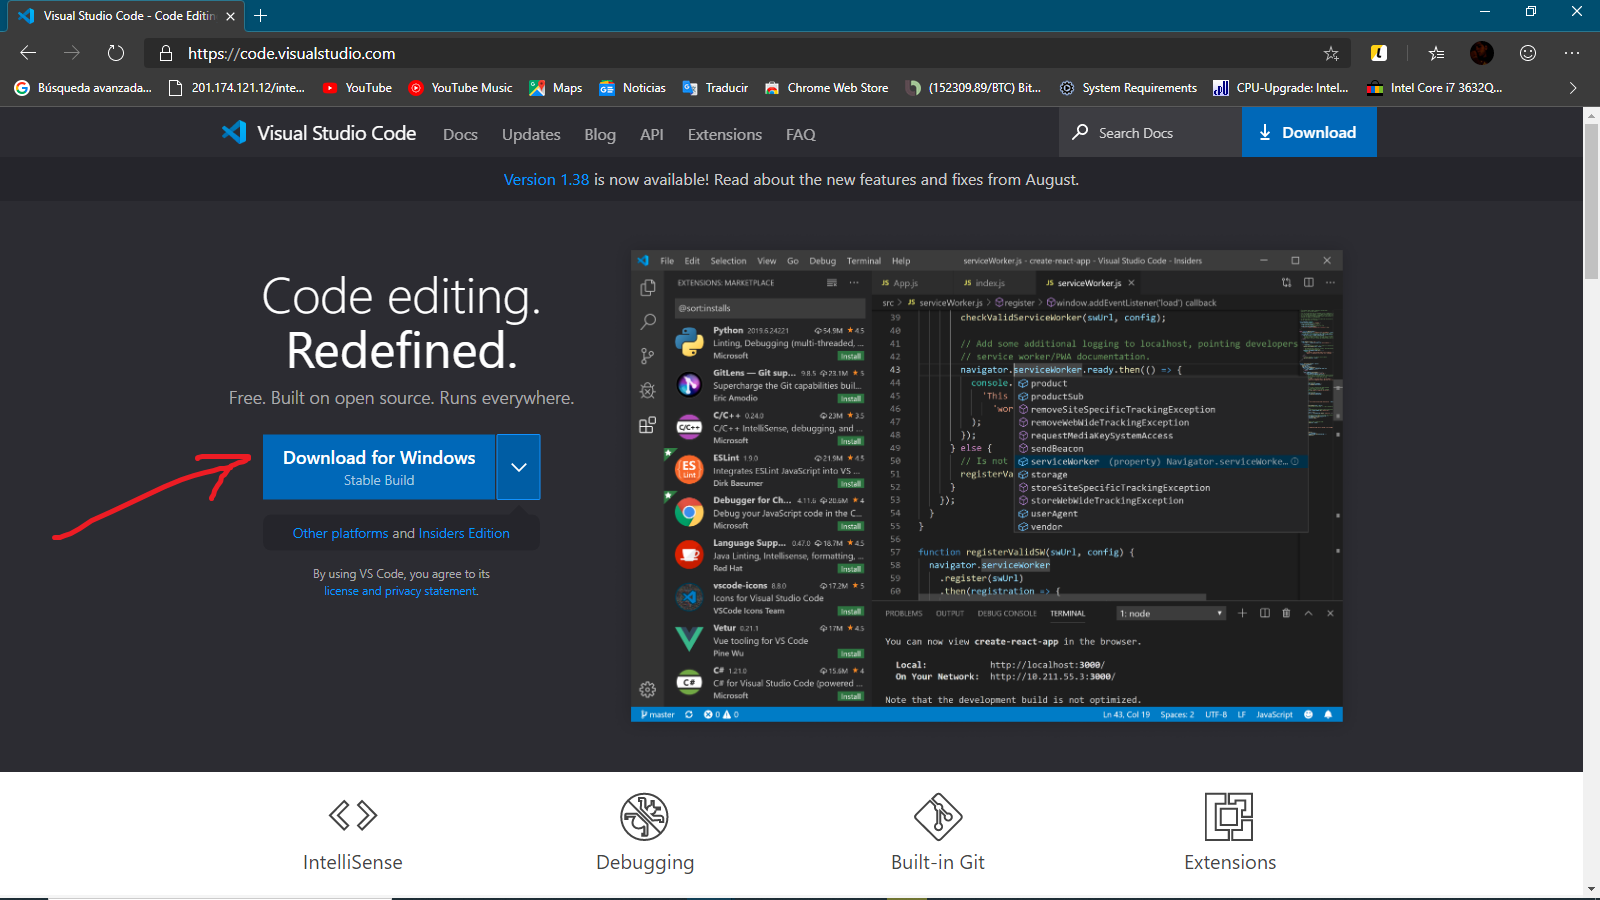 Visual Studio Code - Code Editin
https://code.visualstudio.com
Búsqueda avanzada...
201.174.121.12/inte...
YouTube
YouTube Music
Maps
Noticias
Traducir
Chrome Web Store
(152309.89/BTC) Bit...
System Requirements
CPU-Upgrade: Intel...
Intel Core i7 3632Q...
Visual Studio Code
Docs
Updates
Blog
API
Extensions
FAQ
Search Docs
Download
Version 1.38 is now available! Read about the new features and fixes from August.
Code editing.
Redefined.
Free. Built on open source. Runs everywhere.
Download for Windows
Stable Build
Other platforms and Insiders Edition
By using VS Code, you agree to its
license and privacy statement.
File Edit Selection View Go Debug Terminal Help
serviceWorker.js - create-react-app - Visual Studio Code - Insiders
EXTENSIONS: MARKETPLACE
@sort:installs
Python 2019.6.24221 54.9M 4.5
Linting, Debugging (multi-threaded, ...
Microsoft Install
GitLens — Git sup... 9.8.5 23.1M 5
Supercharge the Git capabilities buil...
Eric Amodio Install
C/C++ 0.24.0 23M 3.5
C/C++ IntelliSense, debugging, and ...
Microsoft Install
ESLint 1.9.0 21.9M 4.5
Integrates ESLint JavaScript into VS ...
Dirk Baeumer Install
Debugger for Ch... 4.11.6 20.6M 4
Debug your JavaScript code in the C...
Microsoft Install
Language Supp... 0.47.0 18.7M 4.5
Java Linting, Intellisense, formatting, ...
Red Hat Install
vscode-icons 8.8.0 17.2M 5
Icons for Visual Studio Code
VSCode Icons Team Install
Vetur 0.21.1 17M 4.5
Vue tooling for VS Code
Pine Wu Install
C# 1.21.0 15.6M 4
C# for Visual Studio Code (powered ...
Microsoft Install
JS App.js
JS index.js
JS serviceWorker.js
src > JS serviceWorker.js > register > window.addEventListener('load') callback
39 checkValidServiceWorker(swUrl, config);
40
41 // Add some additional logging to localhost, pointing developers
42 // service worker/PWA documentation.
43 navigator.serviceWorker.ready.then(() => {
44 console.
45 'This
46 'wor
47 );
48 });
49 } else {
50 // Is not
51 registerVa
52 }
53 });
54 }
55 }
56
57 function registerValidSW(swUrl, config) {
58 navigator.serviceWorker
59 .register(swUrl)
60 .then(registration => {
product
productSub
removeSiteSpecificTrackingException
removeWebWideTrackingException
requestMediaKeySystemAccess
sendBeacon
serviceWorker (property) Navigator.serviceWorke...
storage
storeSiteSpecificTrackingException
storeWebWideTrackingException
userAgent
vendor
PROBLEMS OUTPUT DEBUG CONSOLE TERMINAL
1: node
You can now view create-react-app in the browser.
Local: http://localhost:3000/
On Your Network: http://10.211.55.3:3000/
Note that the development build is not optimized.
master 0 0
Ln 43, Col 19 Spaces: 2 UTF-8 LF JavaScript
IntelliSense
Debugging
Built-in Git
Extensions